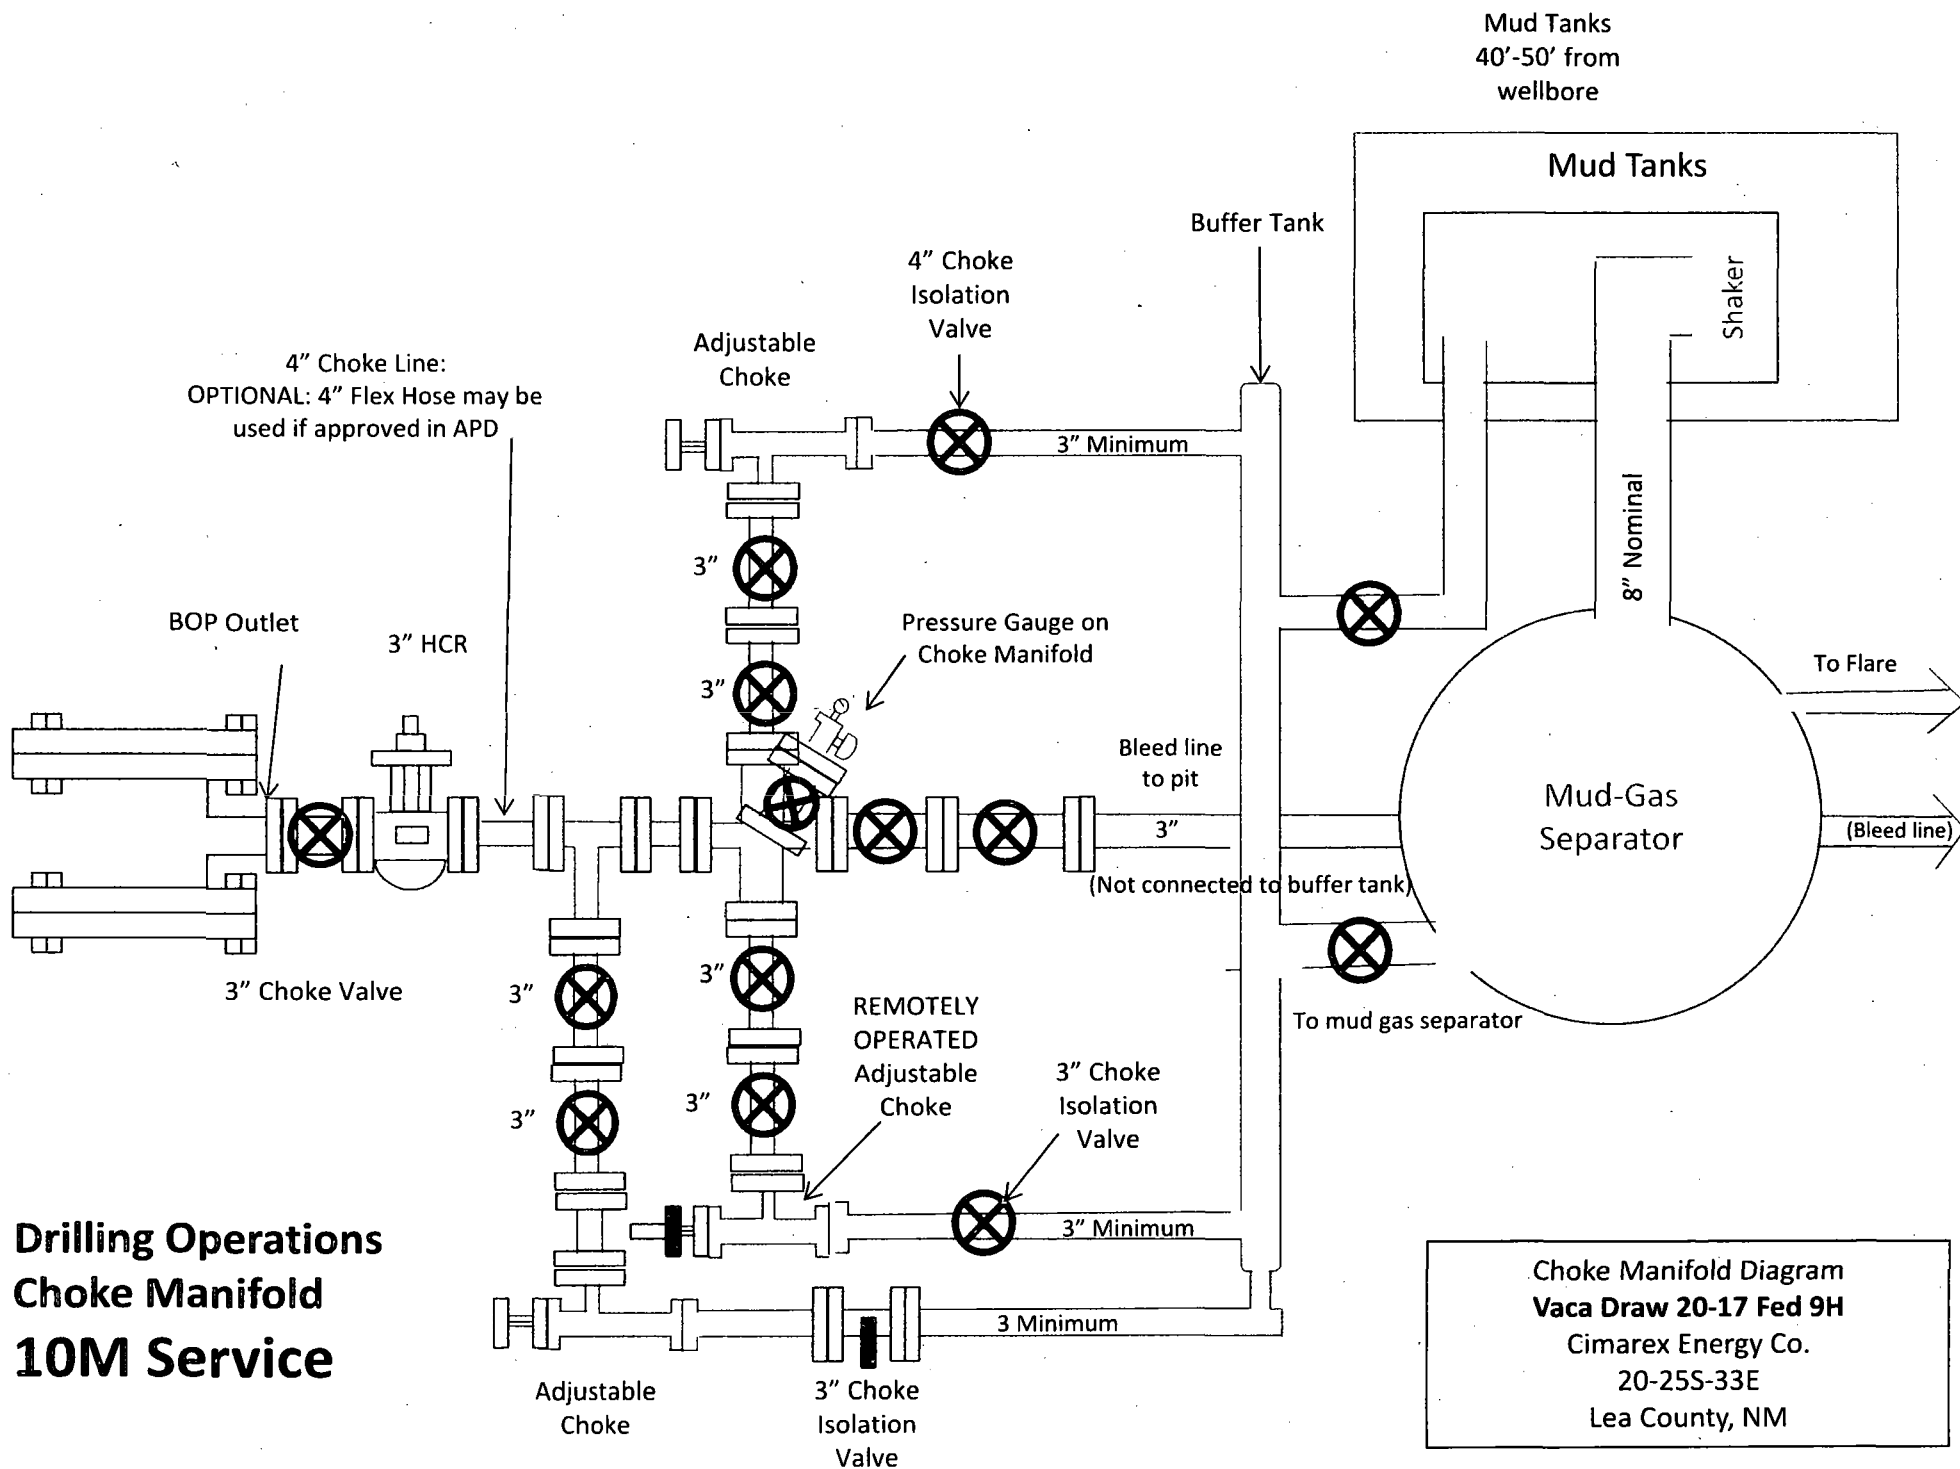 Mud Tanks
40’-50’ from
wellbore
Mud Tanks
Shaker
Buffer Tank
4” Choke
Isolation
Valve
Adjustable
Choke
4” Choke Line:
OPTIONAL: 4” Flex Hose may be
used if approved in APD
3” Minimum
8” Nominal
3”
BOP Outlet
3” HCR
Pressure Gauge on
Choke Manifold
3”
To Flare
Bleed line
to pit
3”
Mud-Gas
Separator
(Bleed line)
(Not connected to buffer tank)
3” Choke Valve
3”
3”
REMOTELY
OPERATED
Adjustable
Choke
To mud gas separator
3”
3”
3” Choke
Isolation
Valve
3” Minimum
3 Minimum
Adjustable
Choke
3” Choke
Isolation
Valve
Drilling Operations
Choke Manifold
10M Service
Choke Manifold Diagram
Vaca Draw 20-17 Fed 9H
Cimarex Energy Co.
20-25S-33E
Lea County, NM